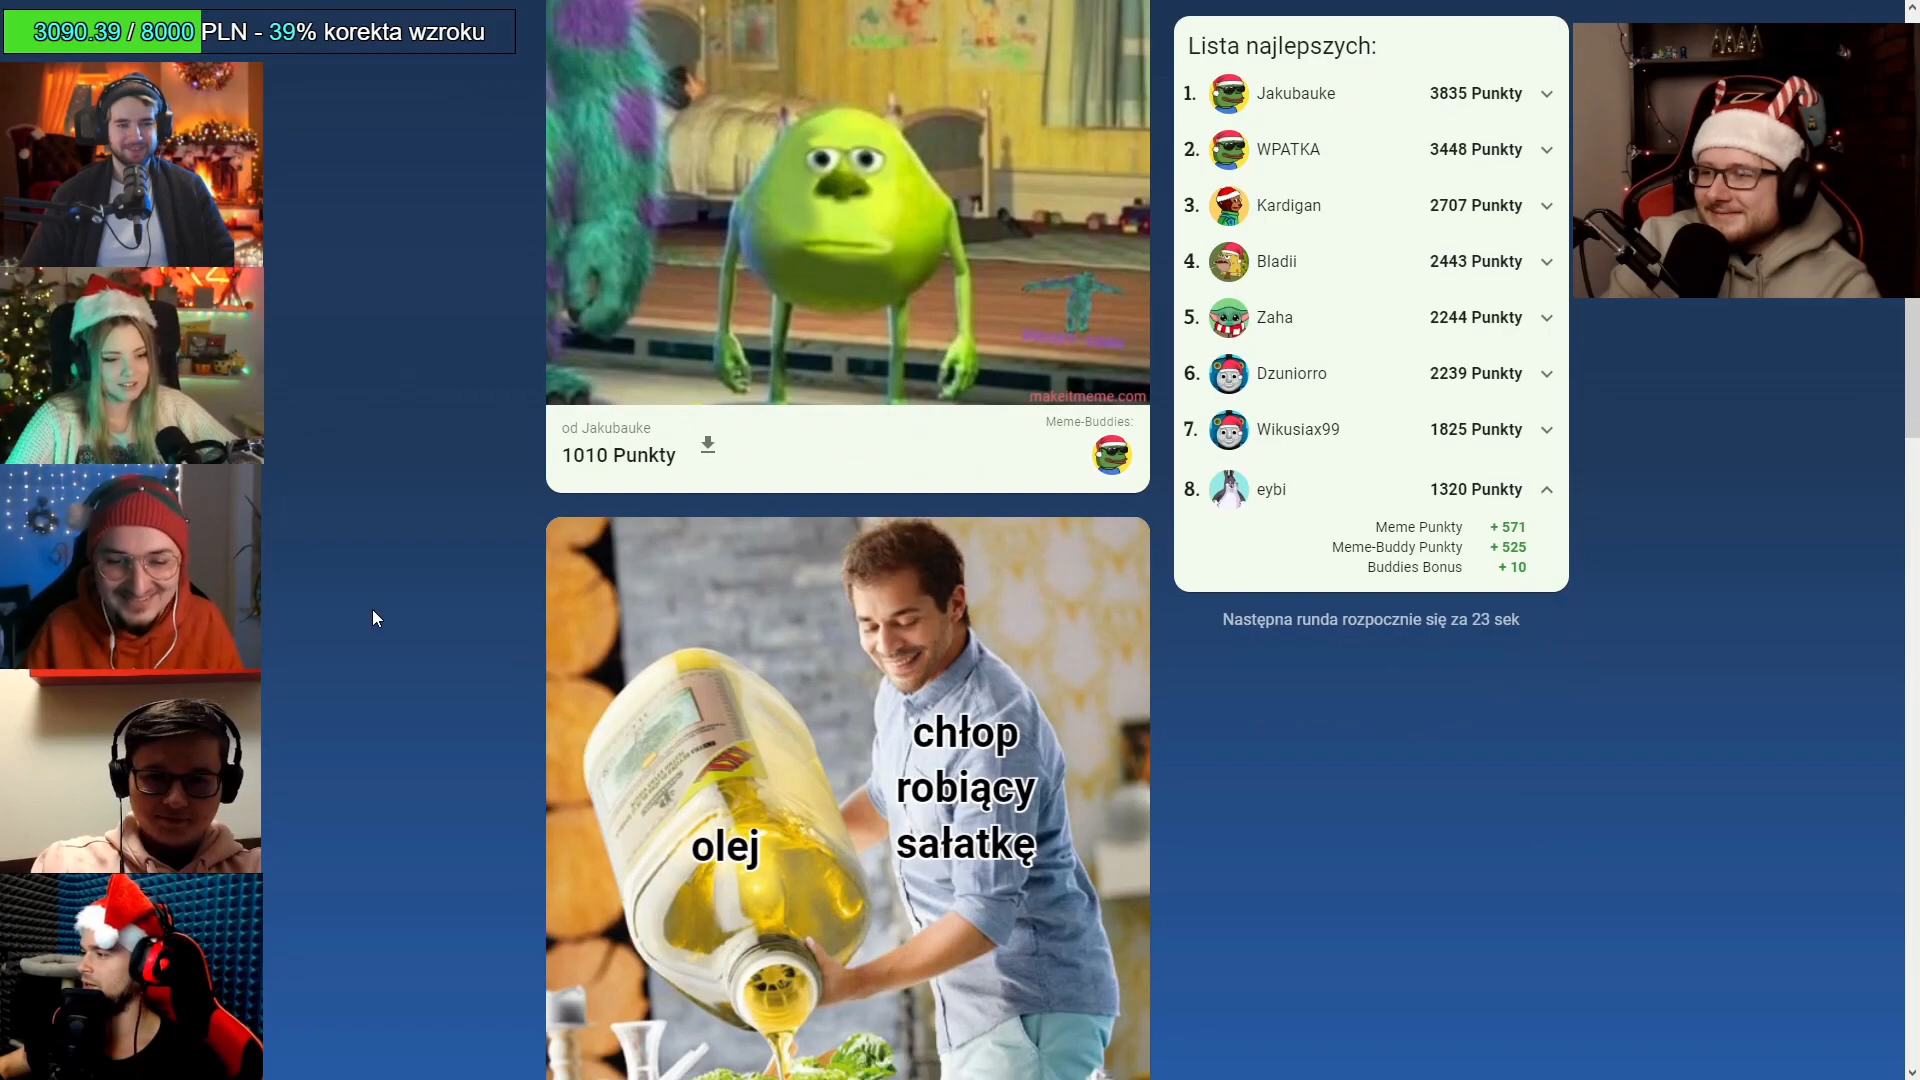 3090.39 / 8000 PLN - 39% korekta wzroku
makeitmeme.com
od Jakubauke
1010 Punkty
Meme-Buddies:
olej
chłop
robiący
sałatkę
Lista najlepszych:
1. Jakubauke 3835 Punkty
2. WPATKA 3448 Punkty
3. Kardigan 2707 Punkty
4. Bladii 2443 Punkty
5. Zaha 2244 Punkty
6. Dzuniorro 2239 Punkty
7. Wikusiax99 1825 Punkty
8. eybi 1320 Punkty
Meme Punkty + 571
Meme-Buddy Punkty + 525
Buddies Bonus + 10
Następna runda rozpocznie się za 23 sek